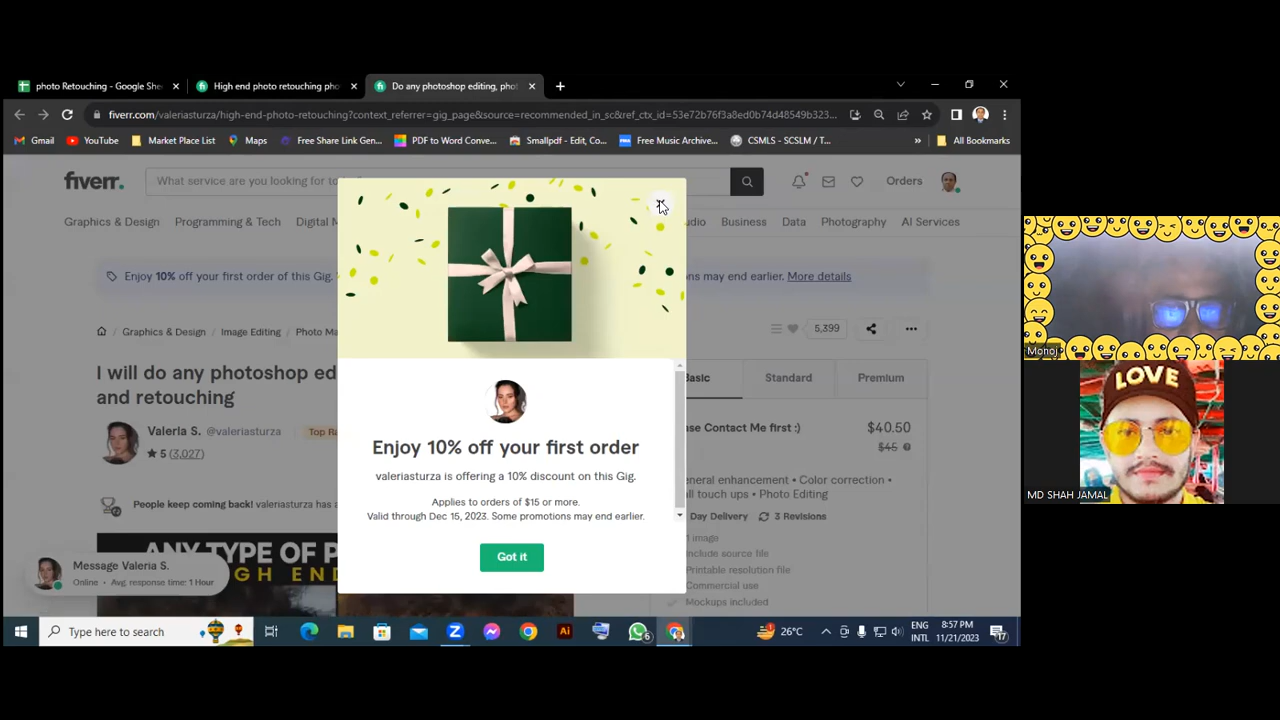 photo Retouching - Google She
High end photo retouching pho
Do any photoshop editing, phot
fiverr.com/valeriasturza/high-end-photo-retouching?context_referrer=gig_page&source=recommended_in_sc&ref_ctx_id=53e72b76f3a8ed0b74d48549b323...
Gmail
YouTube
Market Place List
Maps
Free Share Link Gen...
PDF to Word Conve...
Smallpdf - Edit, Co...
Free Music Archive...
CSMLS - SCSLM / T...
»
All Bookmarks
fiverr.
What service are you looking for to
Orders
Graphics & Design
Programming & Tech
Digital M
udio
Business
Data
Photography
AI Services
Enjoy 10% off your first order of this Gig.
ns may end earlier. More details
Graphics & Design
Image Editing
Photo Ma
5,399
I will do any photoshop ed
and retouching
Valeria S. @valeriasturza
Top Ra
5 (3,027)
People keep coming back! valeriasturza has a
ANY TYPE OF P
GH END
Message Valeria S.
Online • Avg. response time: 1 Hour
Enjoy 10% off your first order
valeriasturza is offering a 10% discount on this Gig.
Applies to orders of $15 or more.
Valid through Dec 15, 2023. Some promotions may end earlier.
Got it
Basic
Standard
Premium
ase Contact Me first :)
$40.50
$45
eneral enhancement • Color correction •
ll touch ups • Photo Editing
Day Delivery
3 Revisions
1 image
Include source file
Printable resolution file
Commercial use
Mockups included
Type here to search
Ai
6
26°C
ENG
INTL
8:57 PM
11/21/2023
17
Monoj
LOVE
MD SHAH JAMAL